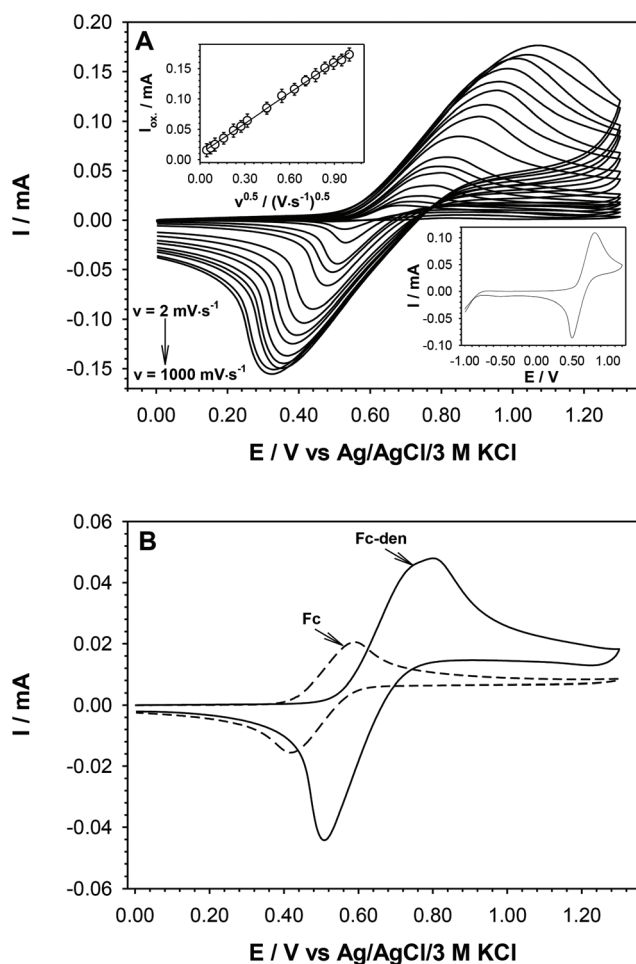 A
I / mA
0.20
0.15
0.10
0.05
0.00
-0.05
-0.10
-0.15
I_ox. / mA
0.15
0.10
0.05
0.00
0.00 0.30 0.60 0.90
v^0.5 / (V·s⁻¹)^0.5
v = 2 mV·s⁻¹
v = 1000 mV·s⁻¹
I / mA
0.10
0.05
0.00
-0.05
-0.10
-1.00 0.00 0.50 1.00
E / V
0.00 0.20 0.40 0.60 0.80 1.00 1.20
E / V vs Ag/AgCl/3 M KCl
B
I / mA
0.06
0.04
0.02
0.00
-0.02
-0.04
-0.06
Fc-den
Fc
0.00 0.20 0.40 0.60 0.80 1.00 1.20
E / V vs Ag/AgCl/3 M KCl